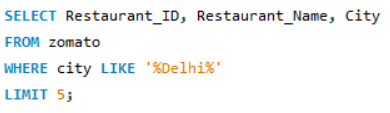 SELECT Restaurant_ID, Restaurant_Name, City
FROM zomato
WHERE city LIKE '%Delhi%'
LIMIT 5;